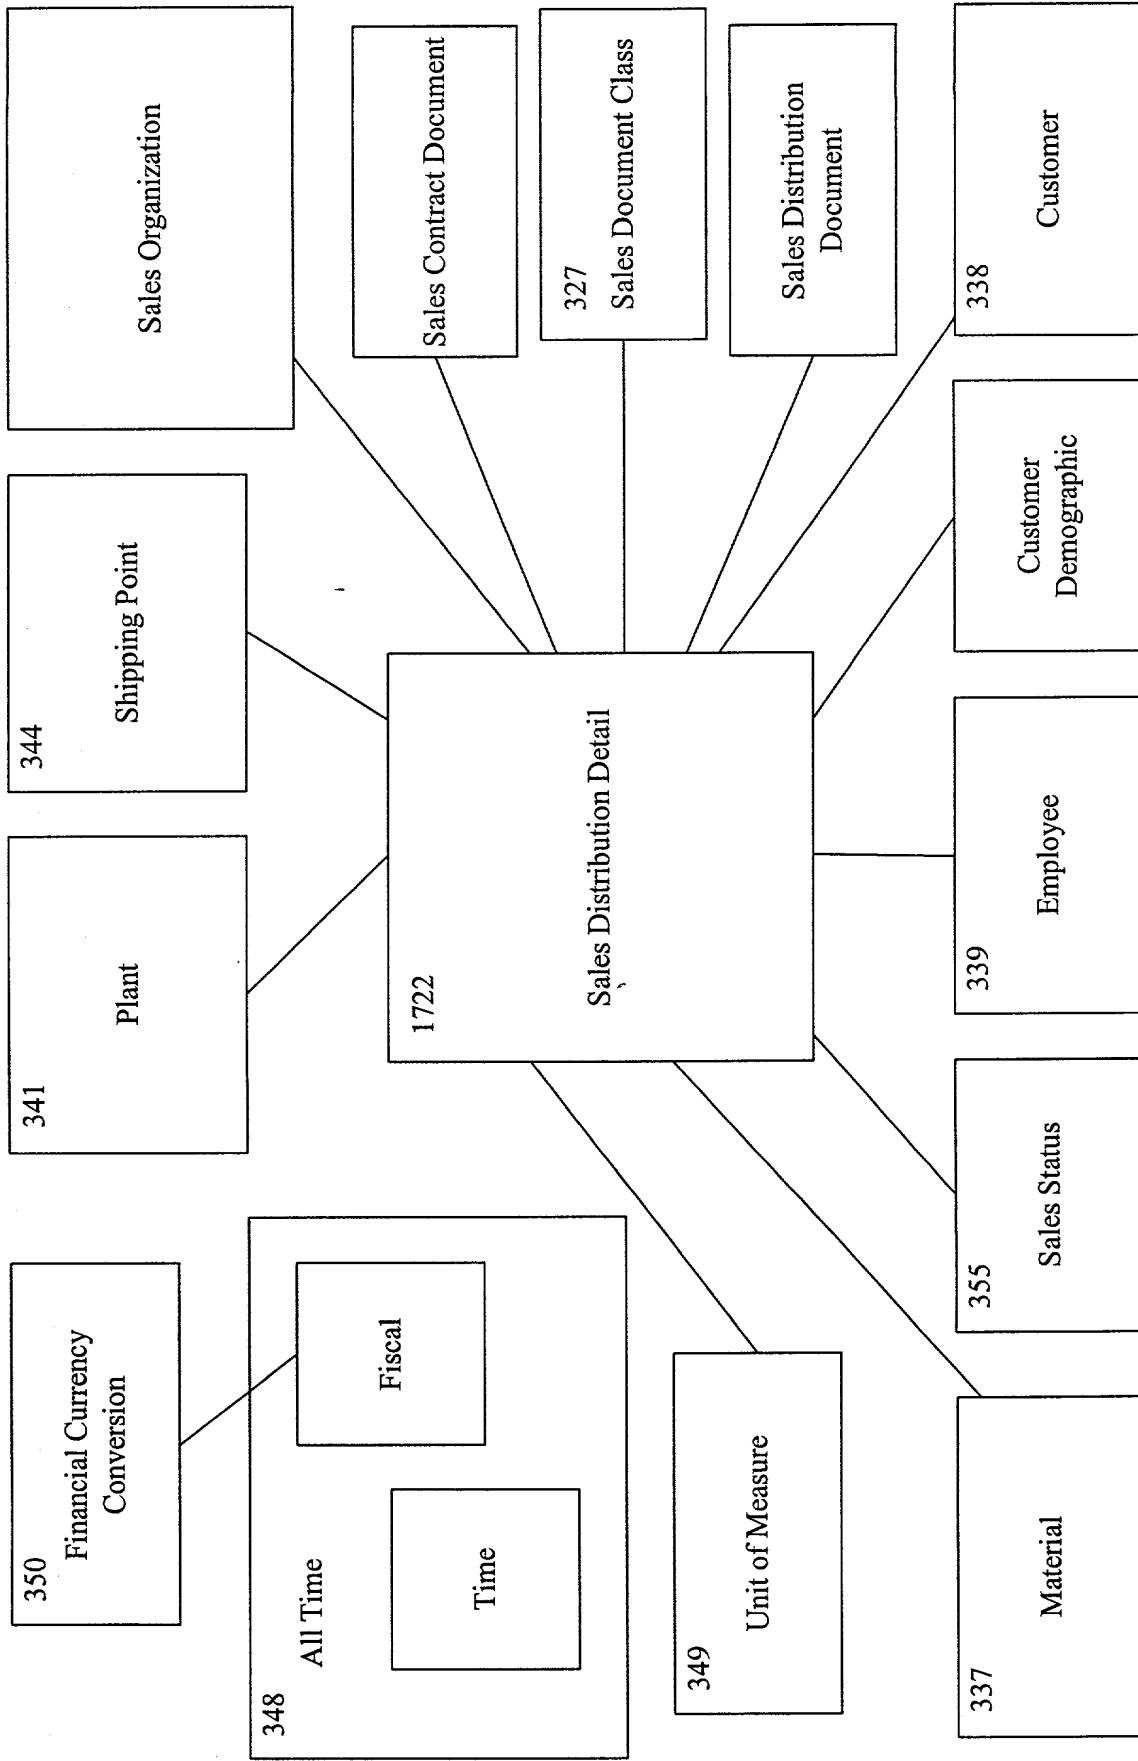 350
Financial Currency
Conversion
341
Plant
344
Shipping Point
Sales Organization
348
All Time
Fiscal
Time
Sales Contract Document
1722
Sales Distribution Detail
327
Sales Document Class
349
Unit of Measure
Sales Distribution
Document
337
Material
355
Sales Status
339
Employee
Customer
Demographic
338
Customer